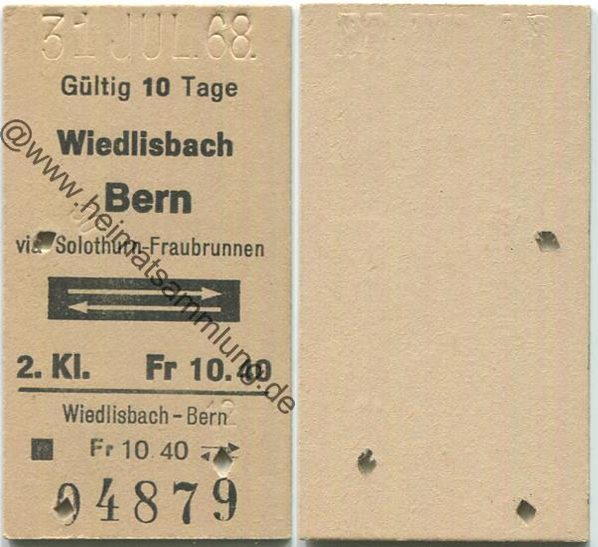 31 JUL. 68.
Gültig 10 Tage
Wiedlisbach
Bern
via Solothurn-Fraubrunnen
2. Kl. Fr 10.40
Wiedlisbach-Bern
Fr 10.40
04879
@www.heimatsammlung.de